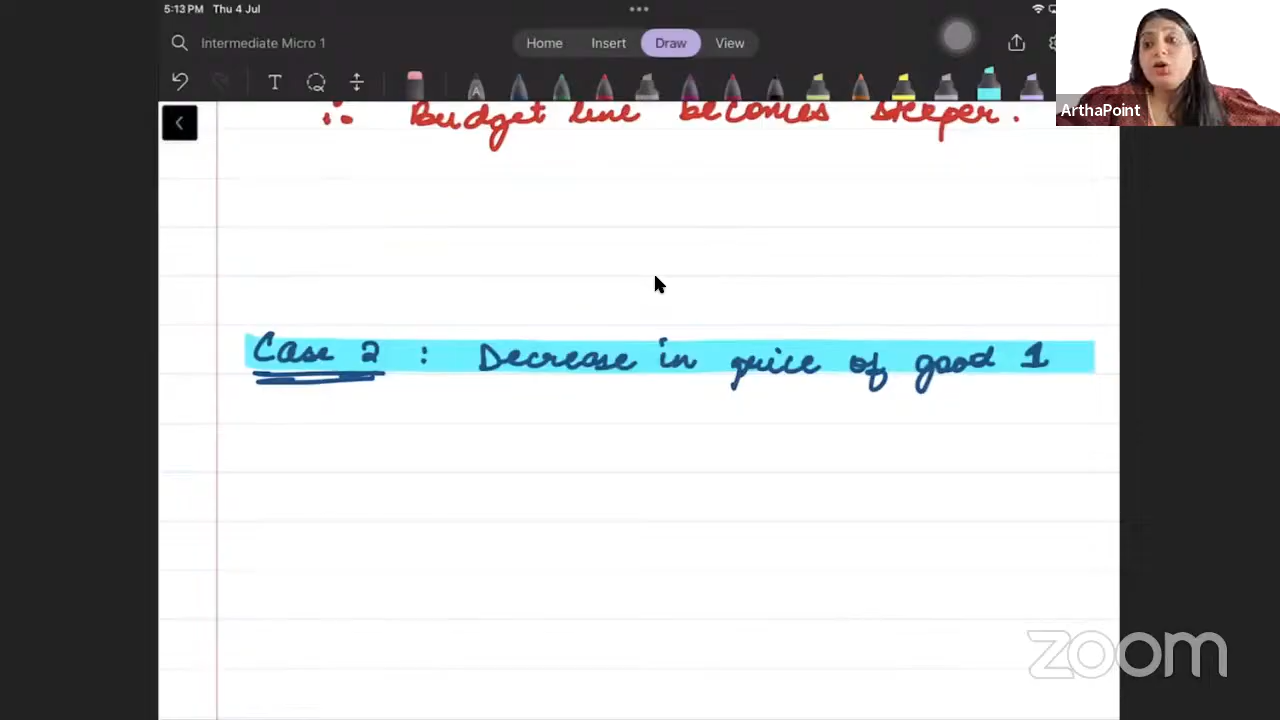 5:13 PM Thu 4 Jul
Intermediate Micro 1
Home Insert Draw View
T
ArthaPoint
∴ Budget line becomes steeper.
Case 2 : Decrease in price of good 1
zoom